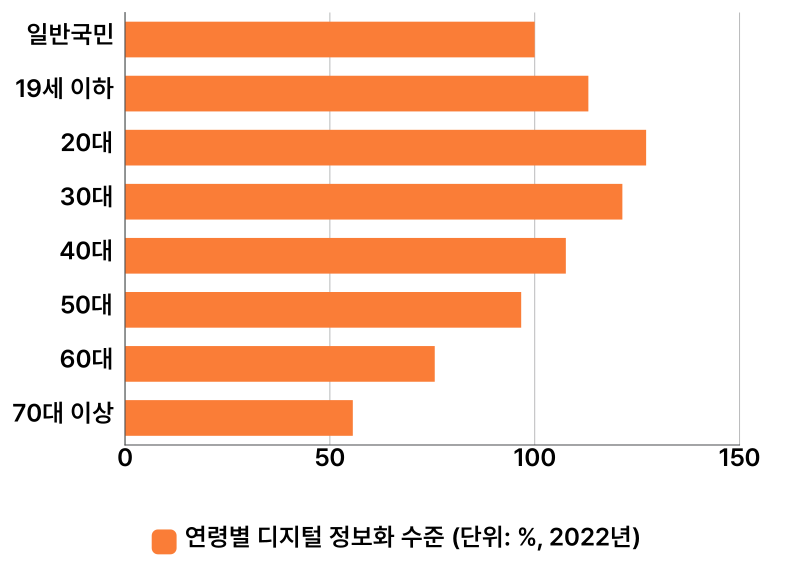 일반국민
19세 이하
20대
30대
40대
50대
60대
70대 이상
0 50 100 150
연령별 디지털 정보화 수준 (단위: %, 2022년)